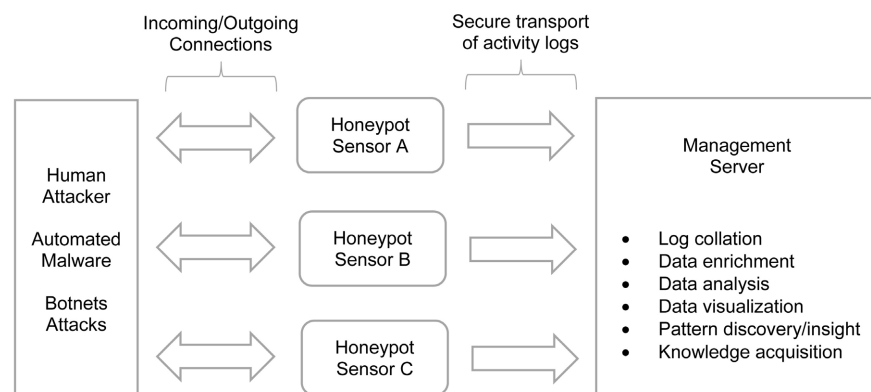 Incoming/Outgoing
Connections
Secure transport
of activity logs
Human
Attacker
Automated
Malware
Botnets
Attacks
Honeypot
Sensor A
Honeypot
Sensor B
Honeypot
Sensor C
Management
Server
• Log collation
• Data enrichment
• Data analysis
• Data visualization
• Pattern discovery/insight
• Knowledge acquisition